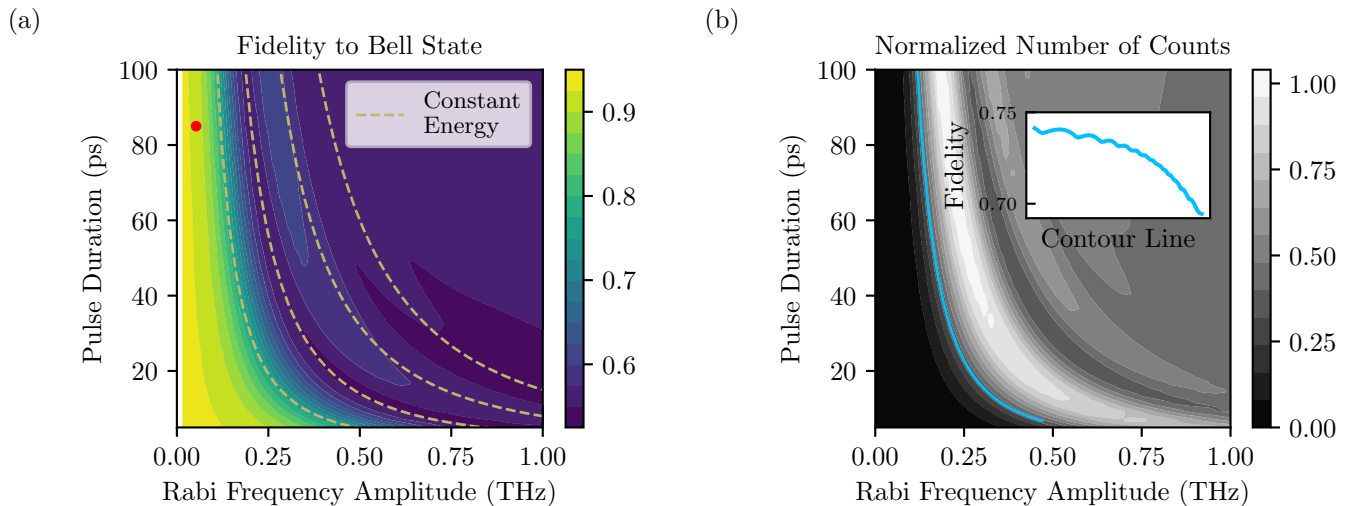 (a)
Fidelity to Bell State
100
80
60
40
20
Pulse Duration (ps)
0.00
0.25
0.50
0.75
1.00
Rabi Frequency Amplitude (THz)
Constant
Energy
0.9
0.8
0.7
0.6
(b)
Normalized Number of Counts
100
80
60
40
20
Pulse Duration (ps)
0.00
0.25
0.50
0.75
1.00
Rabi Frequency Amplitude (THz)
0.75
0.70
Fidelity
Contour Line
1.00
0.75
0.50
0.25
0.00